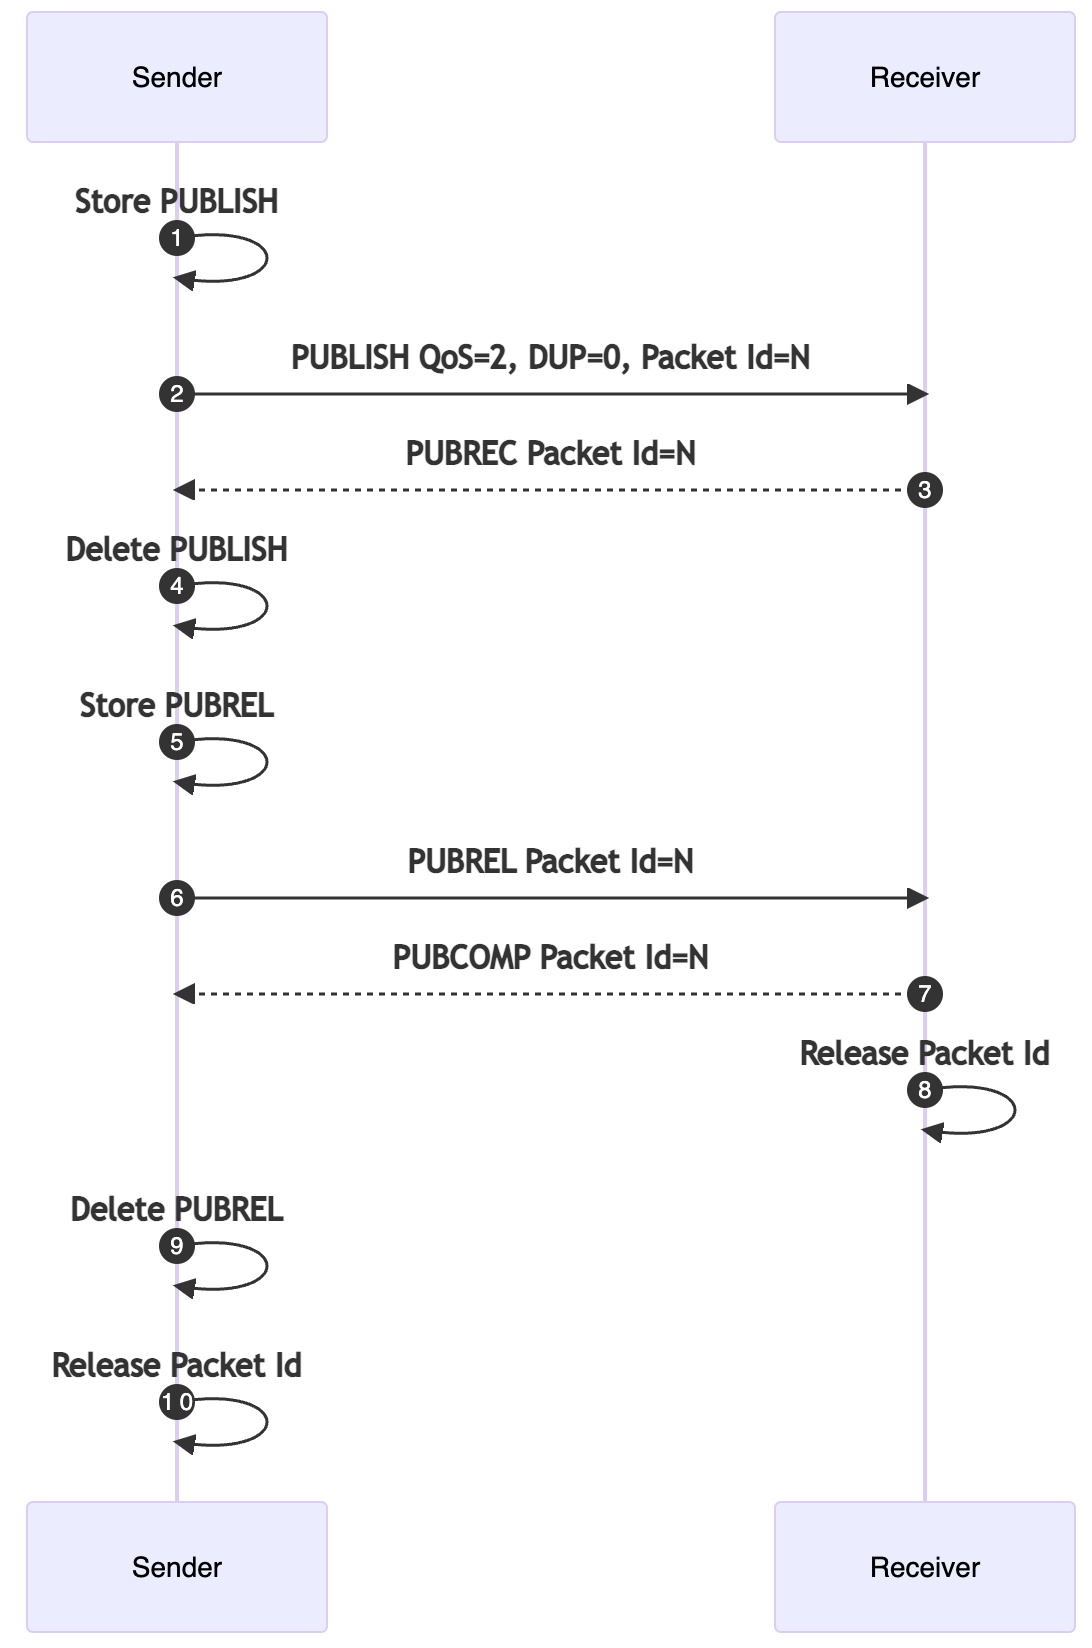 Sender
Receiver
Store PUBLISH
1
PUBLISH QoS=2, DUP=0, Packet Id=N
2
PUBREC Packet Id=N
3
Delete PUBLISH
4
Store PUBREL
5
PUBREL Packet Id=N
6
PUBCOMP Packet Id=N
7
Release Packet Id
8
Delete PUBREL
9
Release Packet Id
10
Sender
Receiver